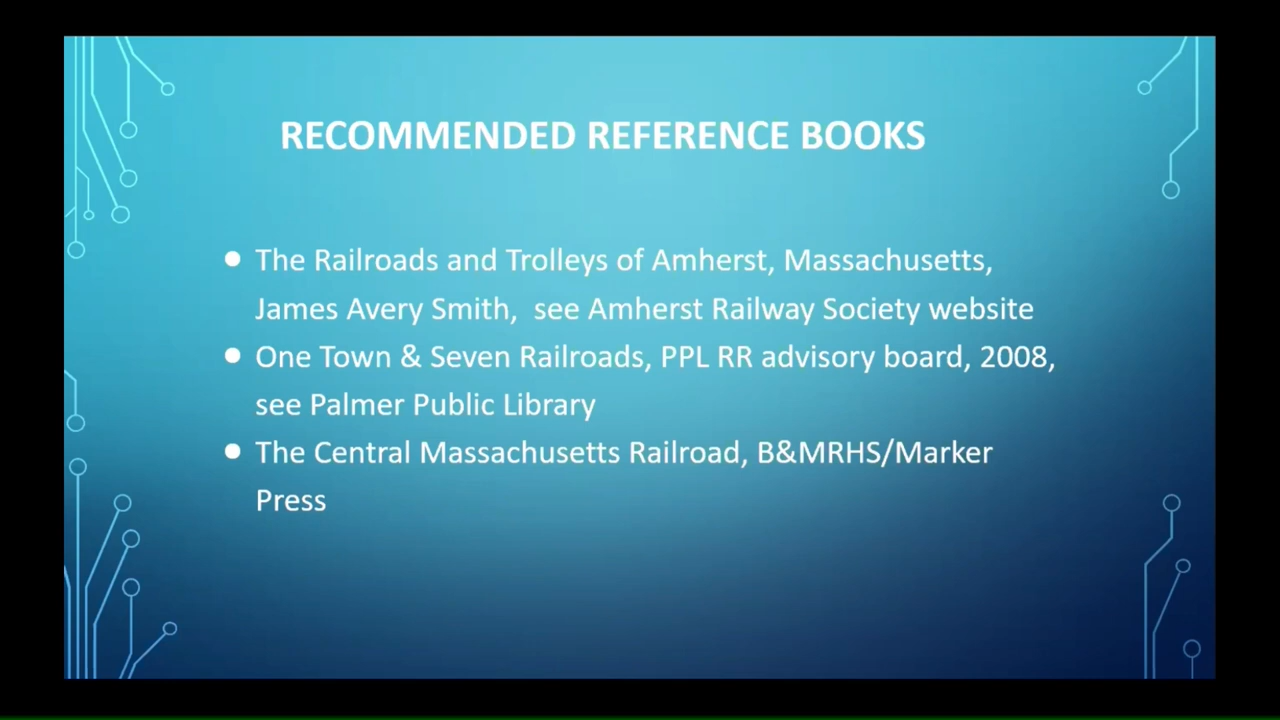 RECOMMENDED REFERENCE BOOKS
● The Railroads and Trolleys of Amherst, Massachusetts,
James Avery Smith,  see Amherst Railway Society website
● One Town & Seven Railroads, PPL RR advisory board, 2008,
see Palmer Public Library
● The Central Massachusetts Railroad, B&MRHS/Marker
Press